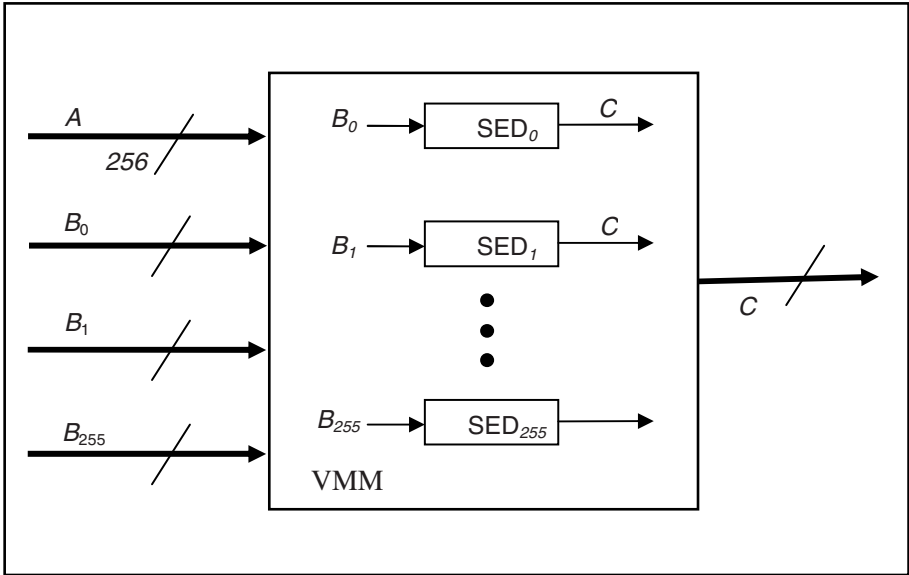 A
256
B0
B1
B255
B0 SED0 C
B1 SED1 C
B255 SED255
VMM
C